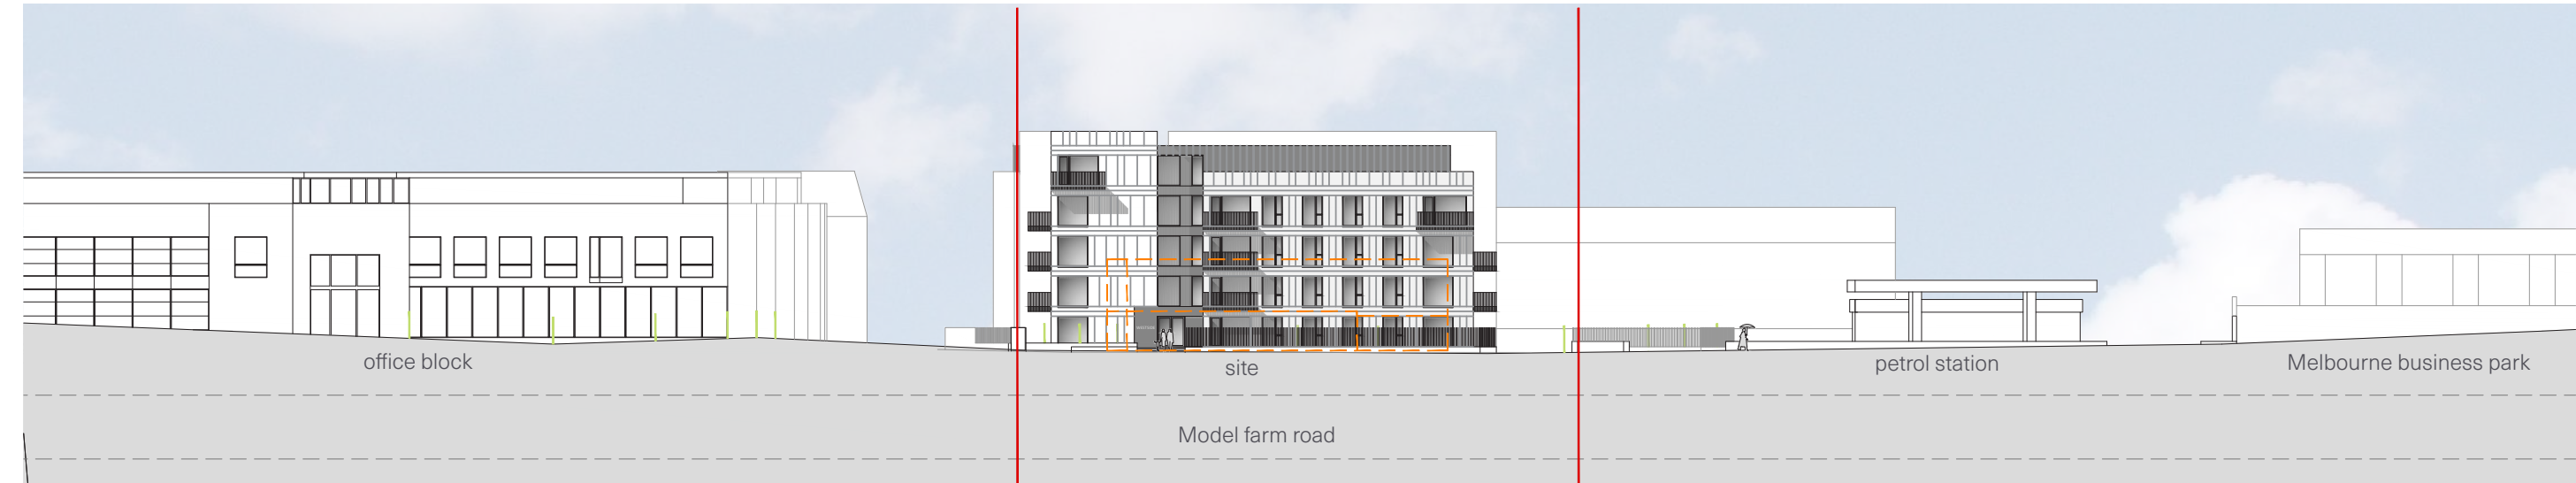 office block
site
petrol station
Melbourne business park
Model farm road